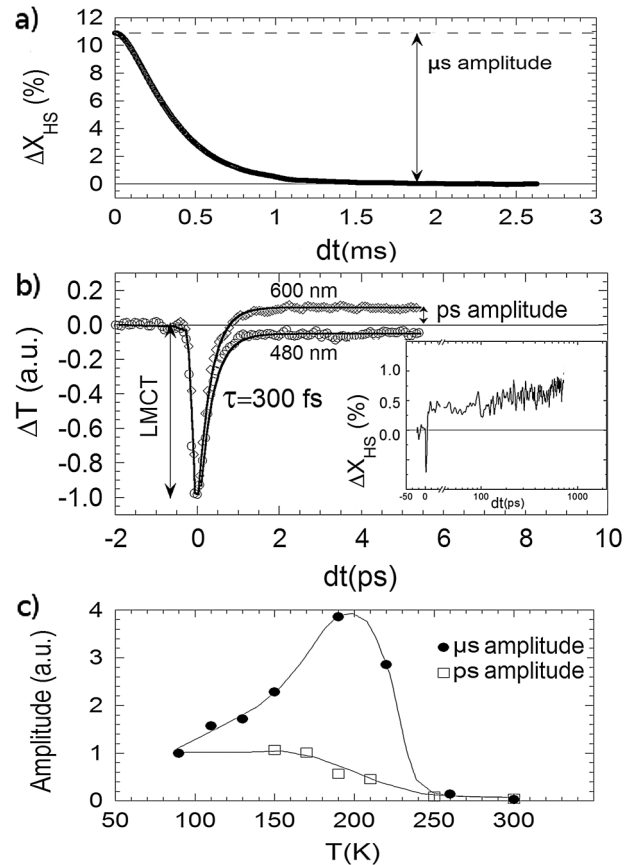 a)
12
10
8
6
4
2
0
ΔX_HS (%)
μs amplitude
0
0.5
1
1.5
2
2.5
3
dt(ms)
b)
0.2
0.0
-0.2
-0.4
-0.6
-0.8
-1.0
ΔT (a.u.)
600 nm
ps amplitude
480 nm
LMCT
τ=300 fs
1.0
0.5
0.0
ΔX_HS (%)
-50
0
100
1000
dt(ps)
-2
0
2
4
6
8
10
dt(ps)
c)
4
3
2
1
0
Amplitude (a.u.)
μs amplitude
ps amplitude
50
100
150
200
250
300
T(K)